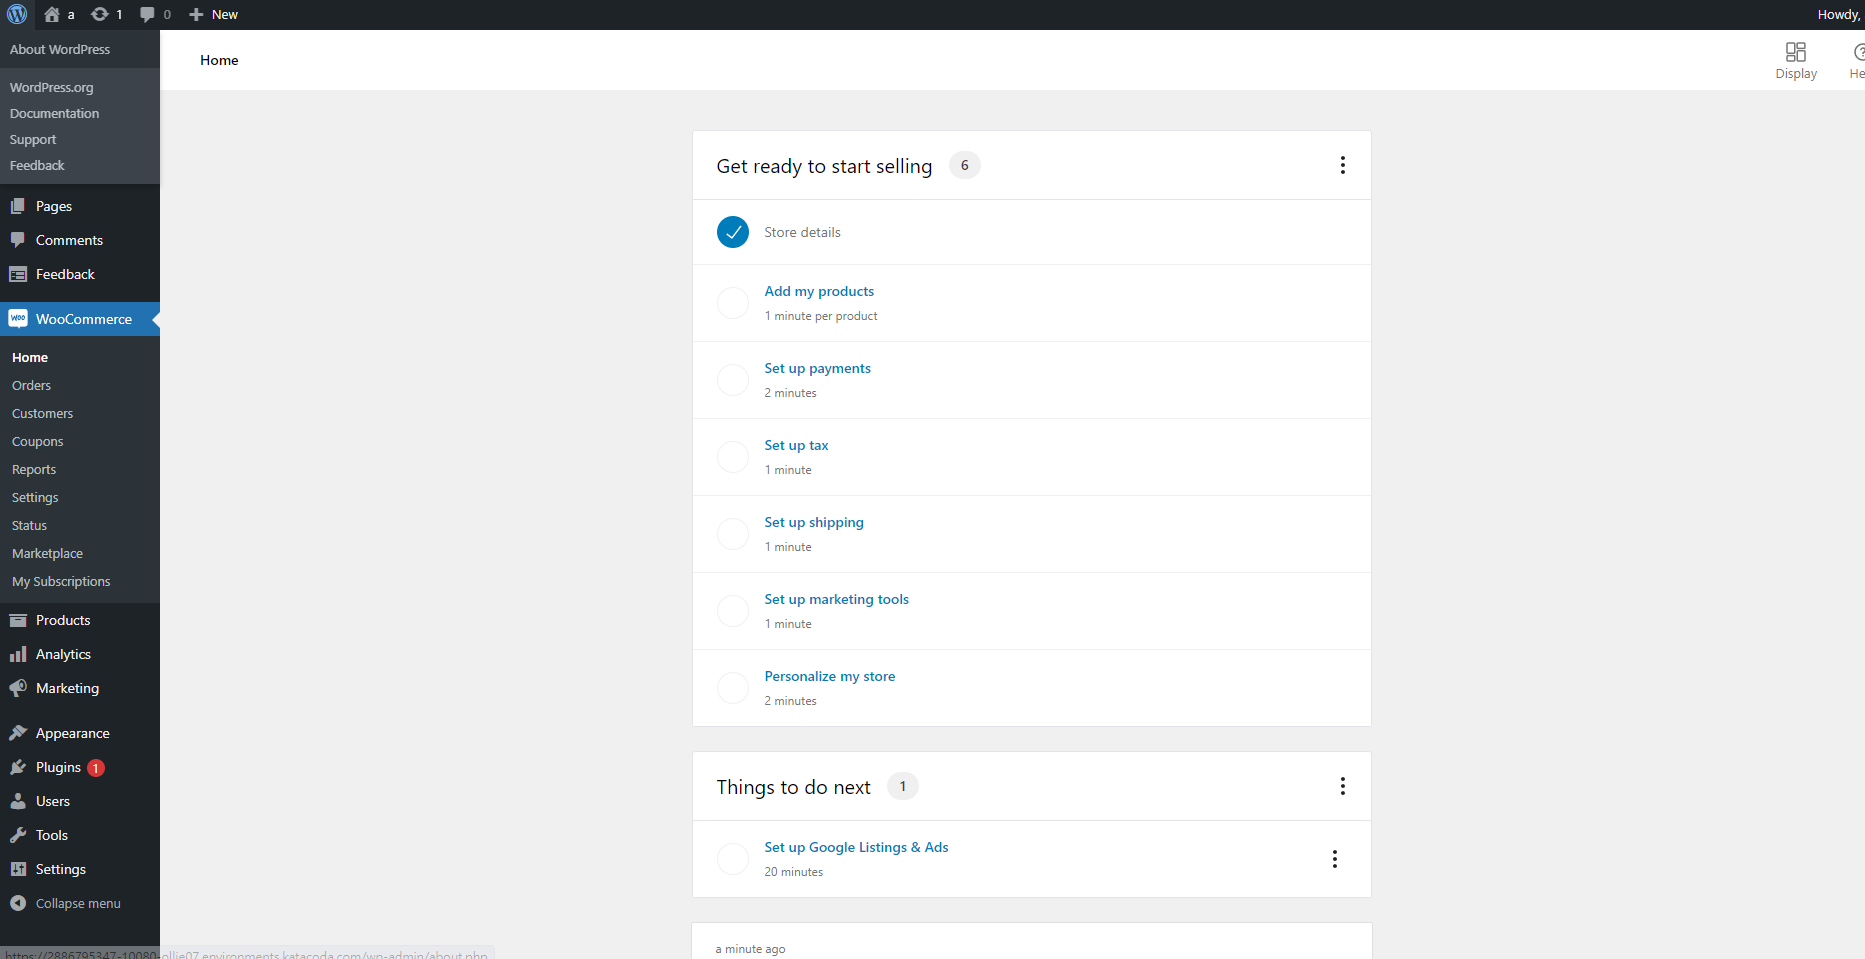 a 1 0 New Howdy,
About WordPress
WordPress.org
Documentation
Support
Feedback
Pages
Comments
Feedback
WooCommerce
Home
Orders
Customers
Coupons
Reports
Settings
Status
Marketplace
My Subscriptions
Products
Analytics
Marketing
Appearance
Plugins 1
Users
Tools
Settings
Collapse menu
Home
Display
He
Get ready to start selling 6
Store details
Add my products
1 minute per product
Set up payments
2 minutes
Set up tax
1 minute
Set up shipping
1 minute
Set up marketing tools
1 minute
Personalize my store
2 minutes
Things to do next 1
Set up Google Listings & Ads
20 minutes
a minute ago
https://2886795347-10080-ollie07.environments.katacoda.com/wp-admin/about.php